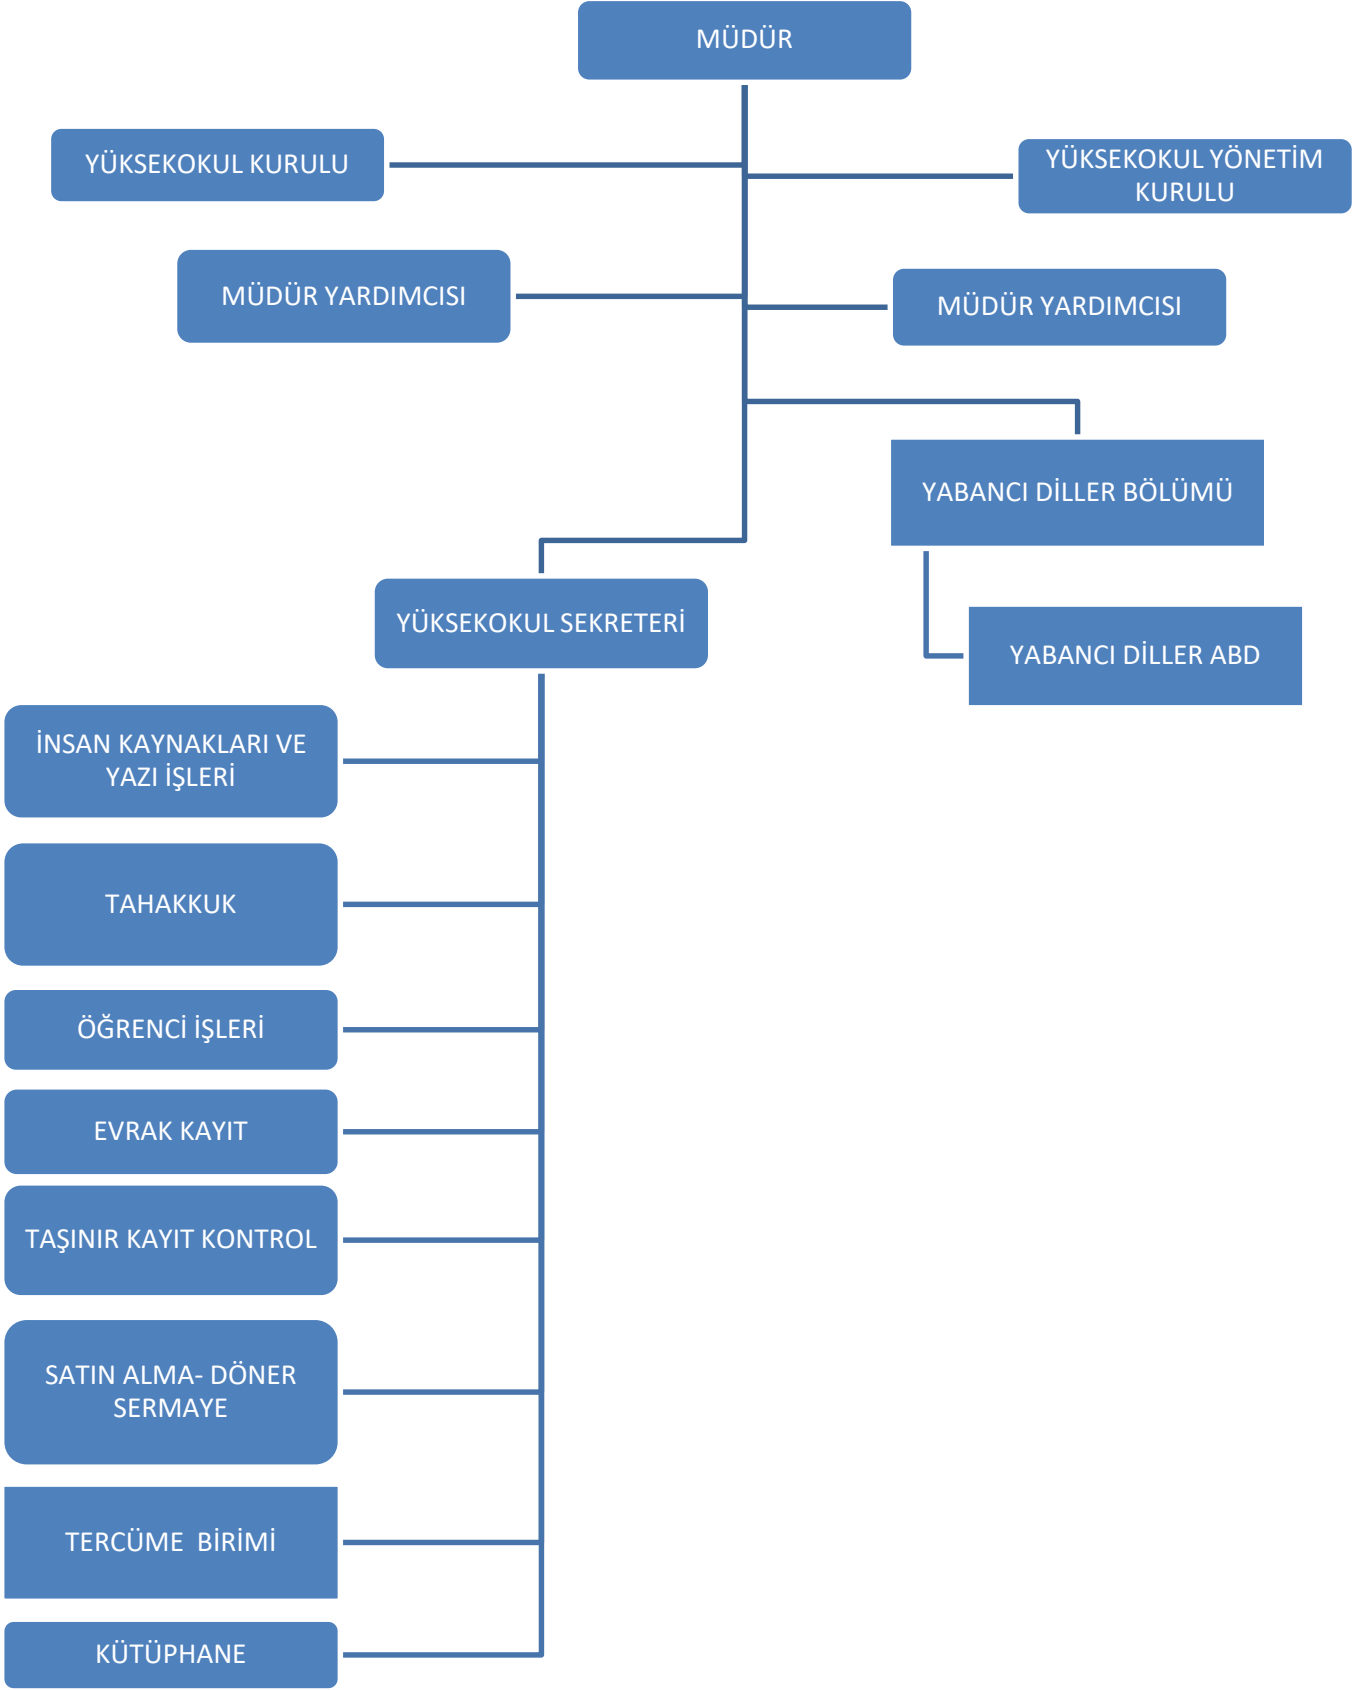 MÜDÜR
YÜKSEKOKUL KURULU
YÜKSEKOKUL YÖNETİM
KURULU
MÜDÜR YARDIMCISI
MÜDÜR YARDIMCISI
YABANCI DİLLER BÖLÜMÜ
YÜKSEKOKUL SEKRETERİ
YABANCI DİLLER ABD
İNSAN KAYNAKLARI VE
YAZI İŞLERİ
TAHAKKUK
ÖĞRENCİ İŞLERİ
EVRAK KAYIT
TAŞINIR KAYIT KONTROL
SATIN ALMA- DÖNER
SERMAYE
TERCÜME  BİRİMİ
KÜTÜPHANE